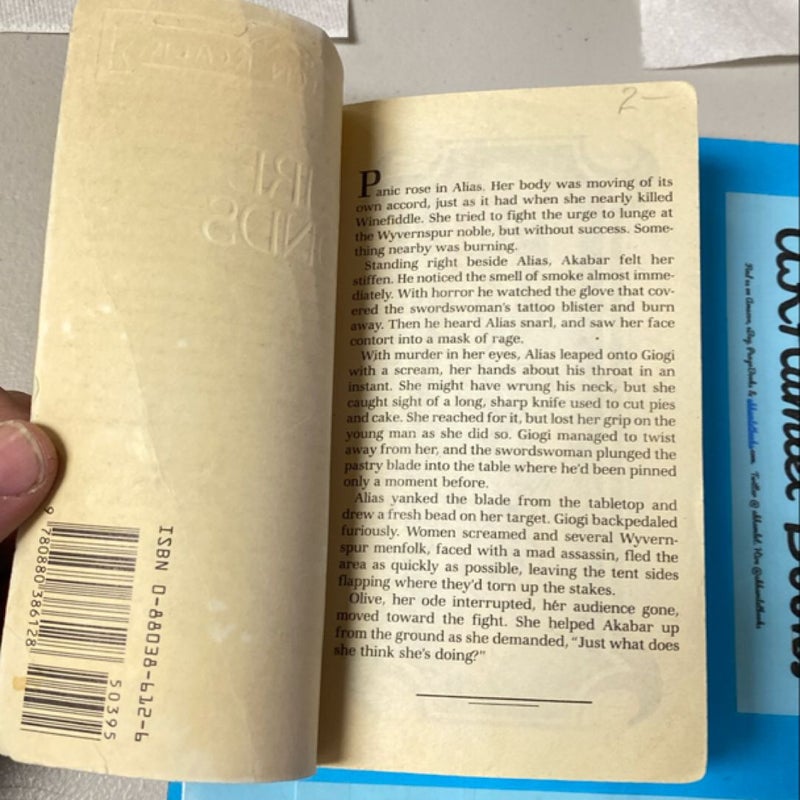 2-
Panic rose in Alias. Her body was moving of its
own accord, just as it had when she nearly killed
Winefiddle. She tried to fight the urge to lunge at
the Wyvernspur noble, but without success. Some-
thing nearby was burning.
Standing right beside Alias, Akabar felt her
stiffen. He noticed the smell of smoke almost imme-
diately. With horror he watched the glove that cov-
ered the swordswoman's tattoo blister and burn
away. Then he heard Alias snarl, and saw her face
contort into a mask of rage.
With murder in her eyes, Alias leaped onto Giogi
with a scream, her hands about his throat in an
instant. She might have wrung his neck, but she
caught sight of a long, sharp knife used to cut pies
and cake. She reached for it, but lost her grip on the
young man as she did so. Giogi managed to twist
away from her, and the swordswoman plunged the
pastry blade into the table where he'd been pinned
only a moment before.
Alias yanked the blade from the tabletop and
drew a fresh bead on her target. Giogi backpedaled
furiously. Women screamed and several Wyvern-
spur menfolk, faced with a mad assassin, fled the
area as quickly as possible, leaving the tent sides
flapping where they'd torn up the stakes.
Olive, her ode interrupted, her audience gone,
moved toward the fight. She helped Akabar up
from the ground as she demanded, "Just what does
she think she's doing?"
ISBN 0-88038-612-6
9 780880 386128
50395
Books